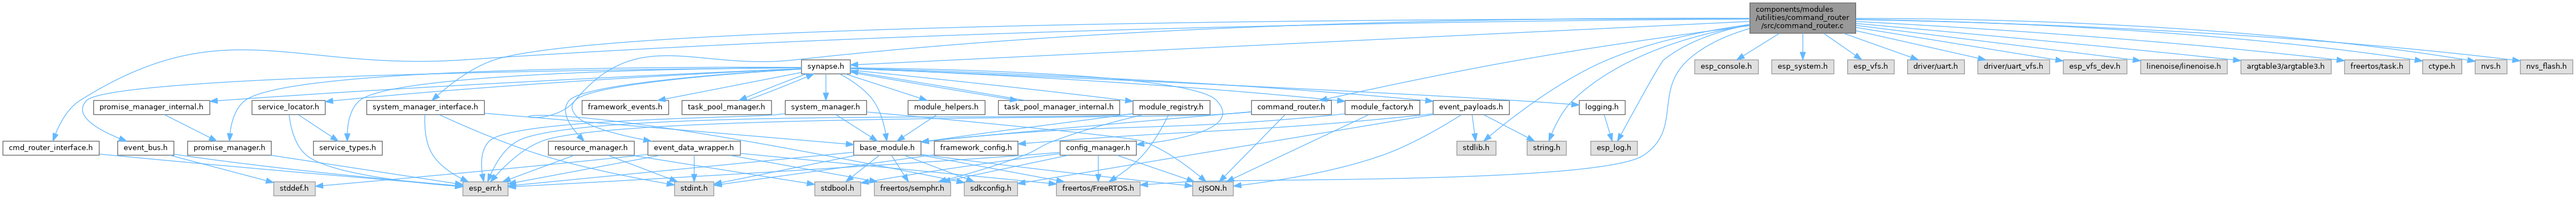 components/modules
/utilities/command_router
/src/command_router.c
synapse.h
esp_console.h
esp_system.h
esp_vfs.h
driver/uart.h
driver/uart_vfs.h
esp_vfs_dev.h
linenoise/linenoise.h
argtable3/argtable3.h
freertos/task.h
ctype.h
nvs.h
nvs_flash.h
promise_manager_internal.h
service_locator.h
system_manager_interface.h
framework_events.h
task_pool_manager.h
system_manager.h
module_helpers.h
task_pool_manager_internal.h
module_registry.h
command_router.h
module_factory.h
event_payloads.h
logging.h
cmd_router_interface.h
event_bus.h
promise_manager.h
service_types.h
resource_manager.h
event_data_wrapper.h
base_module.h
framework_config.h
config_manager.h
stdlib.h
string.h
esp_log.h
stddef.h
esp_err.h
stdint.h
stdbool.h
freertos/semphr.h
sdkconfig.h
freertos/FreeRTOS.h
cJSON.h